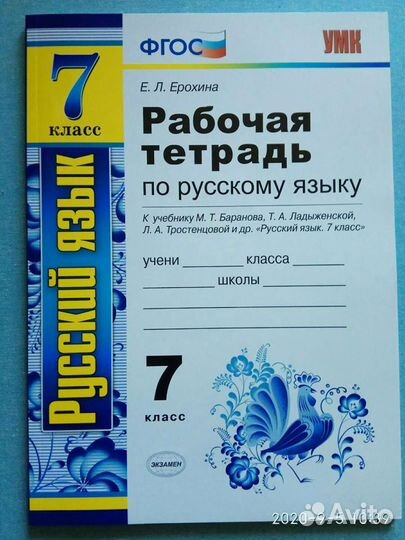 ФГОС
УМК
7
класс
Русский язык
Е. Л. Ерохина
Рабочая
тетрадь
по русскому языку
К учебнику М. Т. Баранова, Т. А. Ладыженской,
Л. А. Тростенцовой и др. «Русский язык. 7 класс»
учени класса
школы
7
класс
ЭКЗАМЕН
Avito